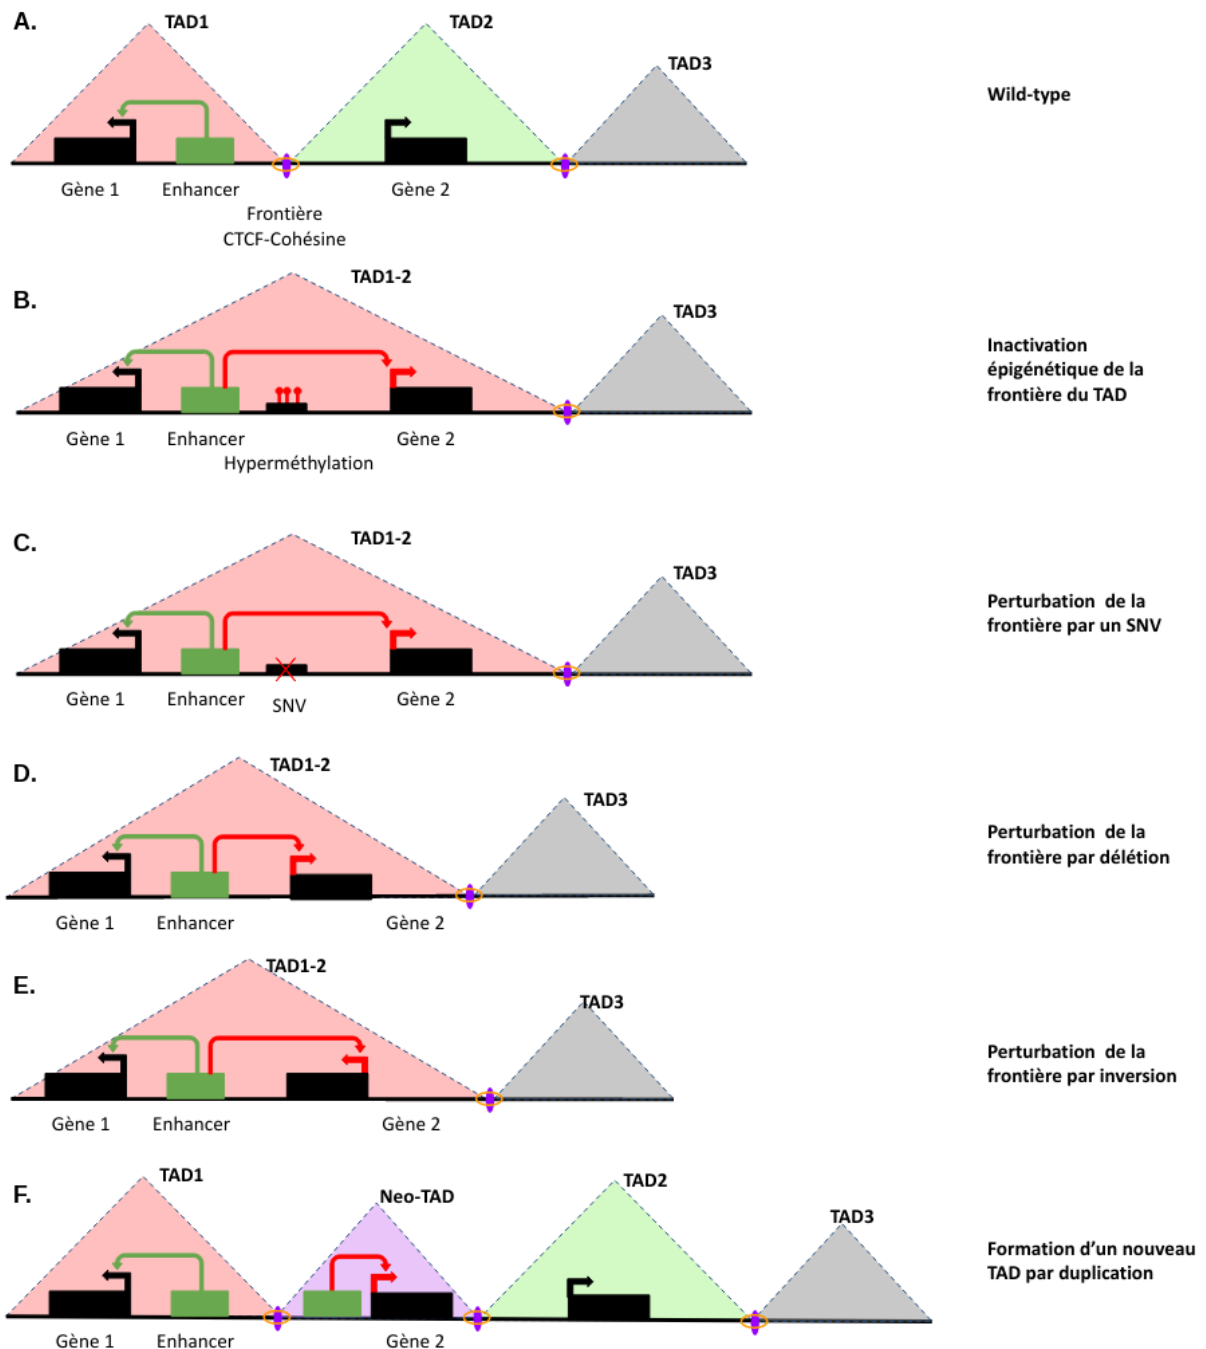 A.
TAD1
TAD2
TAD3
Wild-type
Gène 1
Enhancer
Gène 2
Frontière
CTCF-Cohésine
B.
TAD1-2
TAD3
Inactivation
épigénétique de la
frontière du TAD
Gène 1
Enhancer
Gène 2
Hyperméthylation
C.
TAD1-2
TAD3
Perturbation de la
frontière par un SNV
Gène 1
Enhancer
SNV
Gène 2
D.
TAD1-2
TAD3
Perturbation de la
frontière par délétion
Gène 1
Enhancer
Gène 2
E.
TAD1-2
TAD3
Perturbation de la
frontière par inversion
Gène 1
Enhancer
Gène 2
F.
TAD1
Neo-TAD
TAD2
TAD3
Formation d'un nouveau
TAD par duplication
Gène 1
Enhancer
Gène 2